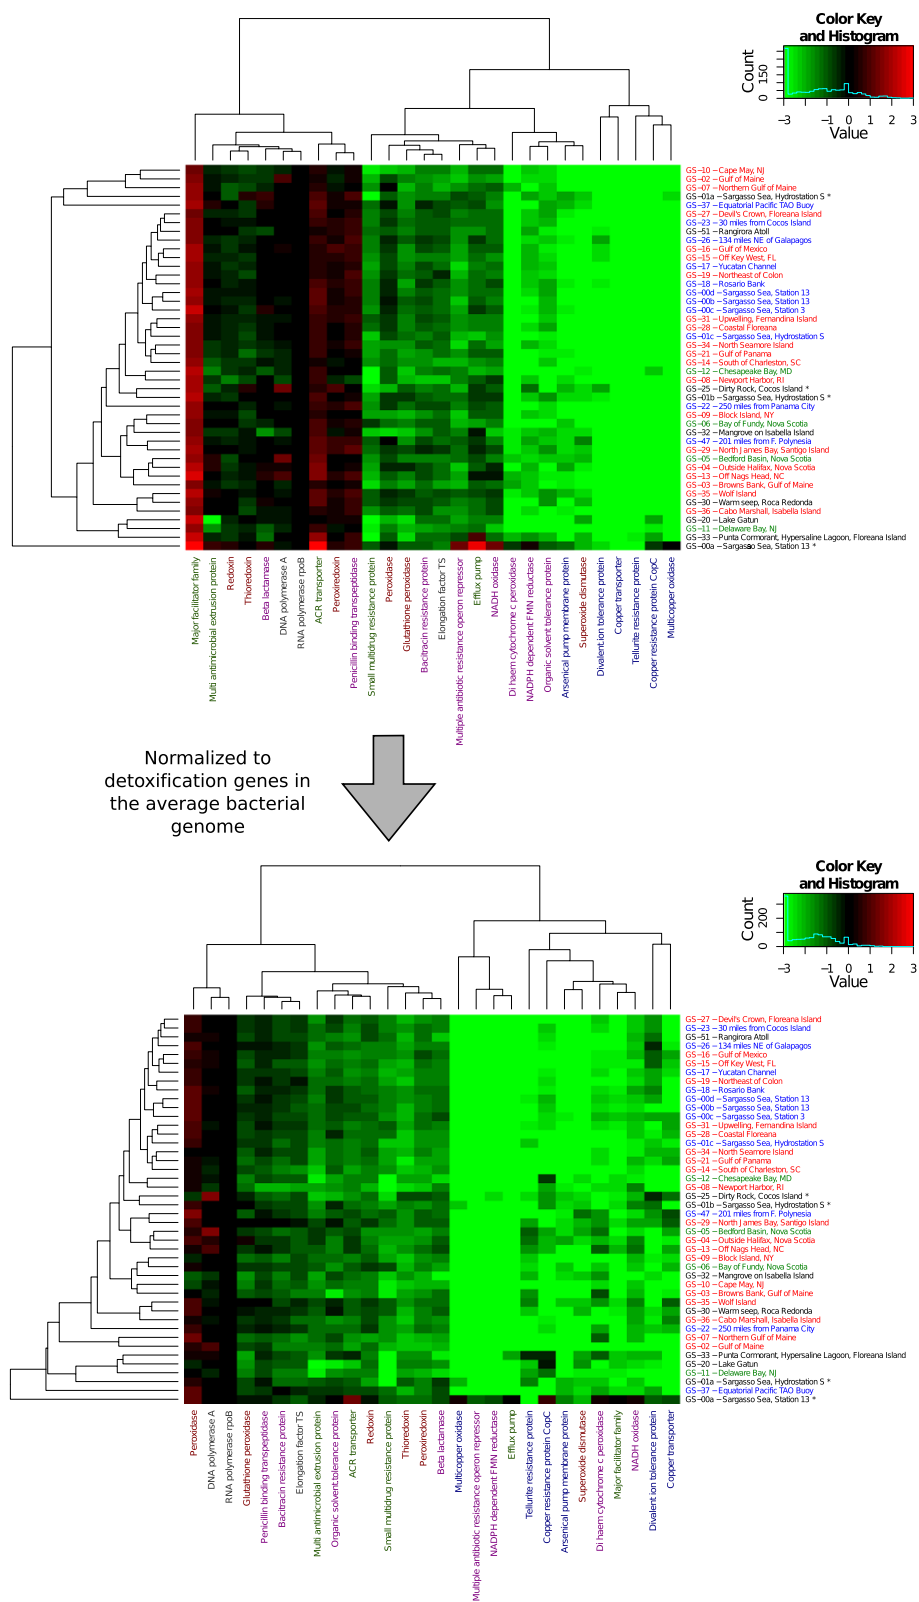 Color Key
and Histogram
Count
0 150
−3 −1 0 1 2 3
Value
GS−10 − Cape May, NJ
GS−02 − Gulf of Maine
GS−07 − Northern Gulf of Maine
GS−01a − Sargasso Sea, Hydrostation S *
GS−37 − Equatorial Pacific TAO Buoy
GS−27 − Devil's Crown, Floreana Island
GS−23 − 30 miles from Cocos Island
GS−51 − Rangirora Atoll
GS−26 − 134 miles NE of Galapagos
GS−16 − Gulf of Mexico
GS−15 − Off Key West, FL
GS−17 − Yucatan Channel
GS−19 − Northeast of Colon
GS−18 − Rosario Bank
GS−00d − Sargasso Sea, Station 13
GS−00b − Sargasso Sea, Station 13
GS−00c − Sargasso Sea, Station 3
GS−31 − Upwelling, Fernandina Island
GS−28 − Coastal Floreana
GS−01c − Sargasso Sea, Hydrostation S
GS−34 − North Seamore Island
GS−21 − Gulf of Panama
GS−14 − South of Charleston, SC
GS−12 − Chesapeake Bay, MD
GS−08 − Newport Harbor, RI
GS−25 − Dirty Rock, Cocos Island *
GS−01b − Sargasso Sea, Hydrostation S *
GS−22 − 250 miles from Panama City
GS−09 − Block Island, NY
GS−06 − Bay of Fundy, Nova Scotia
GS−32 − Mangrove on Isabella Island
GS−47 − 201 miles from F. Polynesia
GS−29 − North James Bay, Santigo Island
GS−05 − Bedford Basin, Nova Scotia
GS−04 − Outside Halifax, Nova Scotia
GS−13 − Off Nags Head, NC
GS−03 − Browns Bank, Gulf of Maine
GS−35 − Wolf Island
GS−30 − Warm seep, Roca Redonda
GS−36 − Cabo Marshall, Isabella Island
GS−20 − Lake Gatun
GS−11 − Delaware Bay, NJ
GS−33 − Punta Cormorant, Hypersaline Lagoon, Floreana Island
GS−00a − Sargasso Sea, Station 13 *
Major facilitator family
Multi antimicrobial extrusion protein
Redoxin
Thioredoxin
Beta lactamase
DNA polymerase A
RNA polymerase rpoB
ACR transporter
Peroxiredoxin
Penicillin binding transpeptidase
Small multidrug resistance protein
Peroxidase
Glutathione peroxidase
Bacitracin resistance protein
Elongation factor TS
Multiple antibiotic resistance operon repressor
Efflux pump
NADH oxidase
Di haem cytochrome c peroxidase
NADPH dependent FMN reductase
Organic solvent tolerance protein
Arsenical pump membrane protein
Superoxide dismutase
Divalent ion tolerance protein
Copper transporter
Tellurite resistance protein
Copper resistance protein CopC
Multicopper oxidase
Normalized to
detoxification genes in
the average bacterial
genome
Color Key
and Histogram
Count
0 200
−3 −1 0 1 2 3
Value
GS−27 − Devil's Crown, Floreana Island
GS−23 − 30 miles from Cocos Island
GS−51 − Rangiroa Atoll
GS−26 − 134 miles NE of Galapagos
GS−16 − Gulf of Mexico
GS−15 − Off Key West, FL
GS−17 − Yucatan Channel
GS−19 − Northeast of Colon
GS−18 − Rosario Bank
GS−00d − Sargasso Sea, Station 13
GS−00b − Sargasso Sea, Station 13
GS−00c − Sargasso Sea, Station 3
GS−31 − Upwelling, Fernandina Island
GS−28 − Coastal Floreana
GS−01c − Sargasso Sea, Hydrostation S
GS−34 − North Seamore Island
GS−21 − Gulf of Panama
GS−14 − South of Charleston, SC
GS−12 − Chesapeake Bay, MD
GS−08 − Newport Harbor, RI
GS−25 − Dirty Rock, Cocos Island *
GS−01b − Sargasso Sea, Hydrostation S *
GS−47 − 201 miles from F. Polynesia
GS−29 − North James Bay, Santigo Island
GS−05 − Bedford Basin, Nova Scotia
GS−04 − Outside Halifax, Nova Scotia
GS−13 − Off Nags Head, NC
GS−09 − Block Island, NY
GS−06 − Bay of Fundy, Nova Scotia
GS−32 − Mangrove on Isabella Island
GS−10 − Cape May, NJ
GS−03 − Browns Bank, Gulf of Maine
GS−35 − Wolf Island
GS−30 − Warm seep, Roca Redonda
GS−36 − Cabo Marshall, Isabella Island
GS−22 − 250 miles from Panama City
GS−07 − Northern Gulf of Maine
GS−02 − Gulf of Maine
GS−33 − Punta Cormorant, Hypersaline Lagoon, Floreana Island
GS−20 − Lake Gatun
GS−11 − Delaware Bay, NJ
GS−01a − Sargasso Sea, Hydrostation S *
GS−37 − Equatorial Pacific TAO Buoy
GS−00a − Sargasso Sea, Station 13 *
Peroxidase
DNA polymerase A
RNA polymerase rpoB
Glutathione peroxidase
Penicillin binding transpeptidase
Bacitracin resistance protein
Elongation factor TS
Multi antimicrobial extrusion protein
Organic solvent tolerance protein
ACR transporter
Redoxin
Small multidrug resistance protein
Thioredoxin
Peroxiredoxin
Beta lactamase
Multicopper oxidase
Multiple antibiotic resistance operon repressor
NADPH dependent FMN reductase
Efflux pump
Tellurite resistance protein
Copper resistance protein CopC
Arsenical pump membrane protein
Superoxide dismutase
Di haem cytochrome c peroxidase
Major facilitator family
NADH oxidase
Divalent ion tolerance protein
Copper transporter